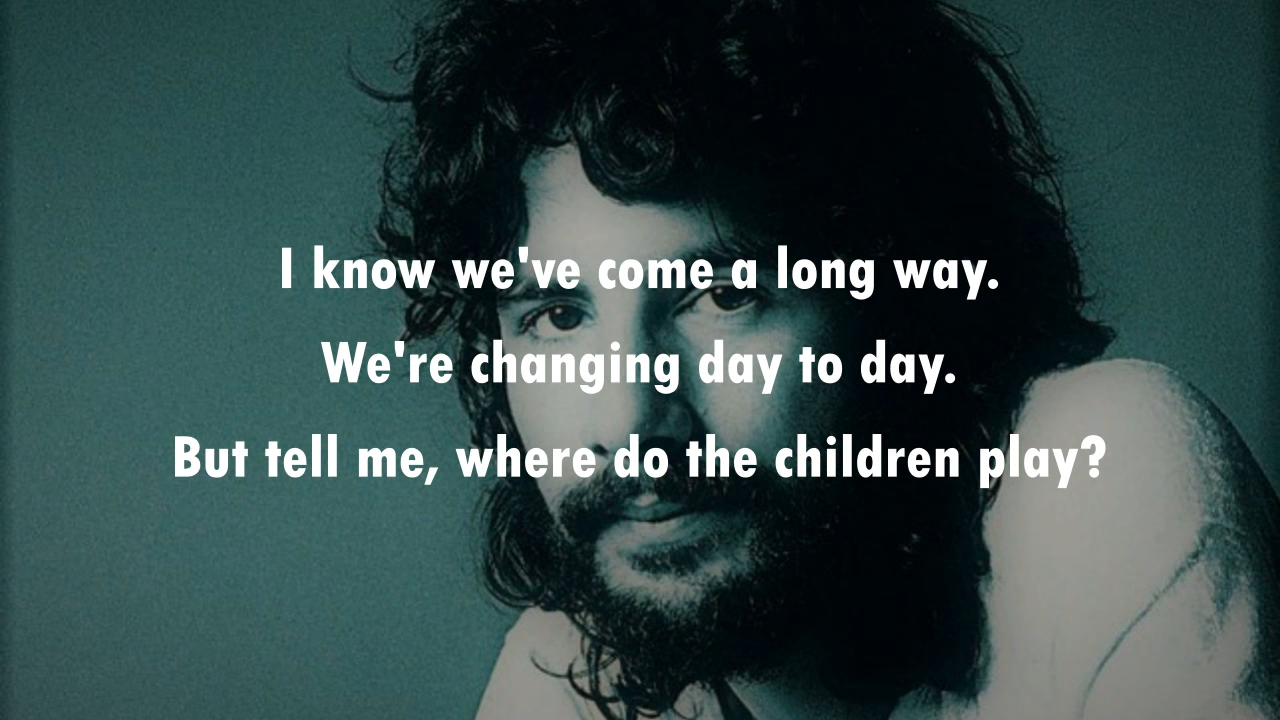 I know we've come a long way.
We're changing day to day.
But tell me, where do the children play?